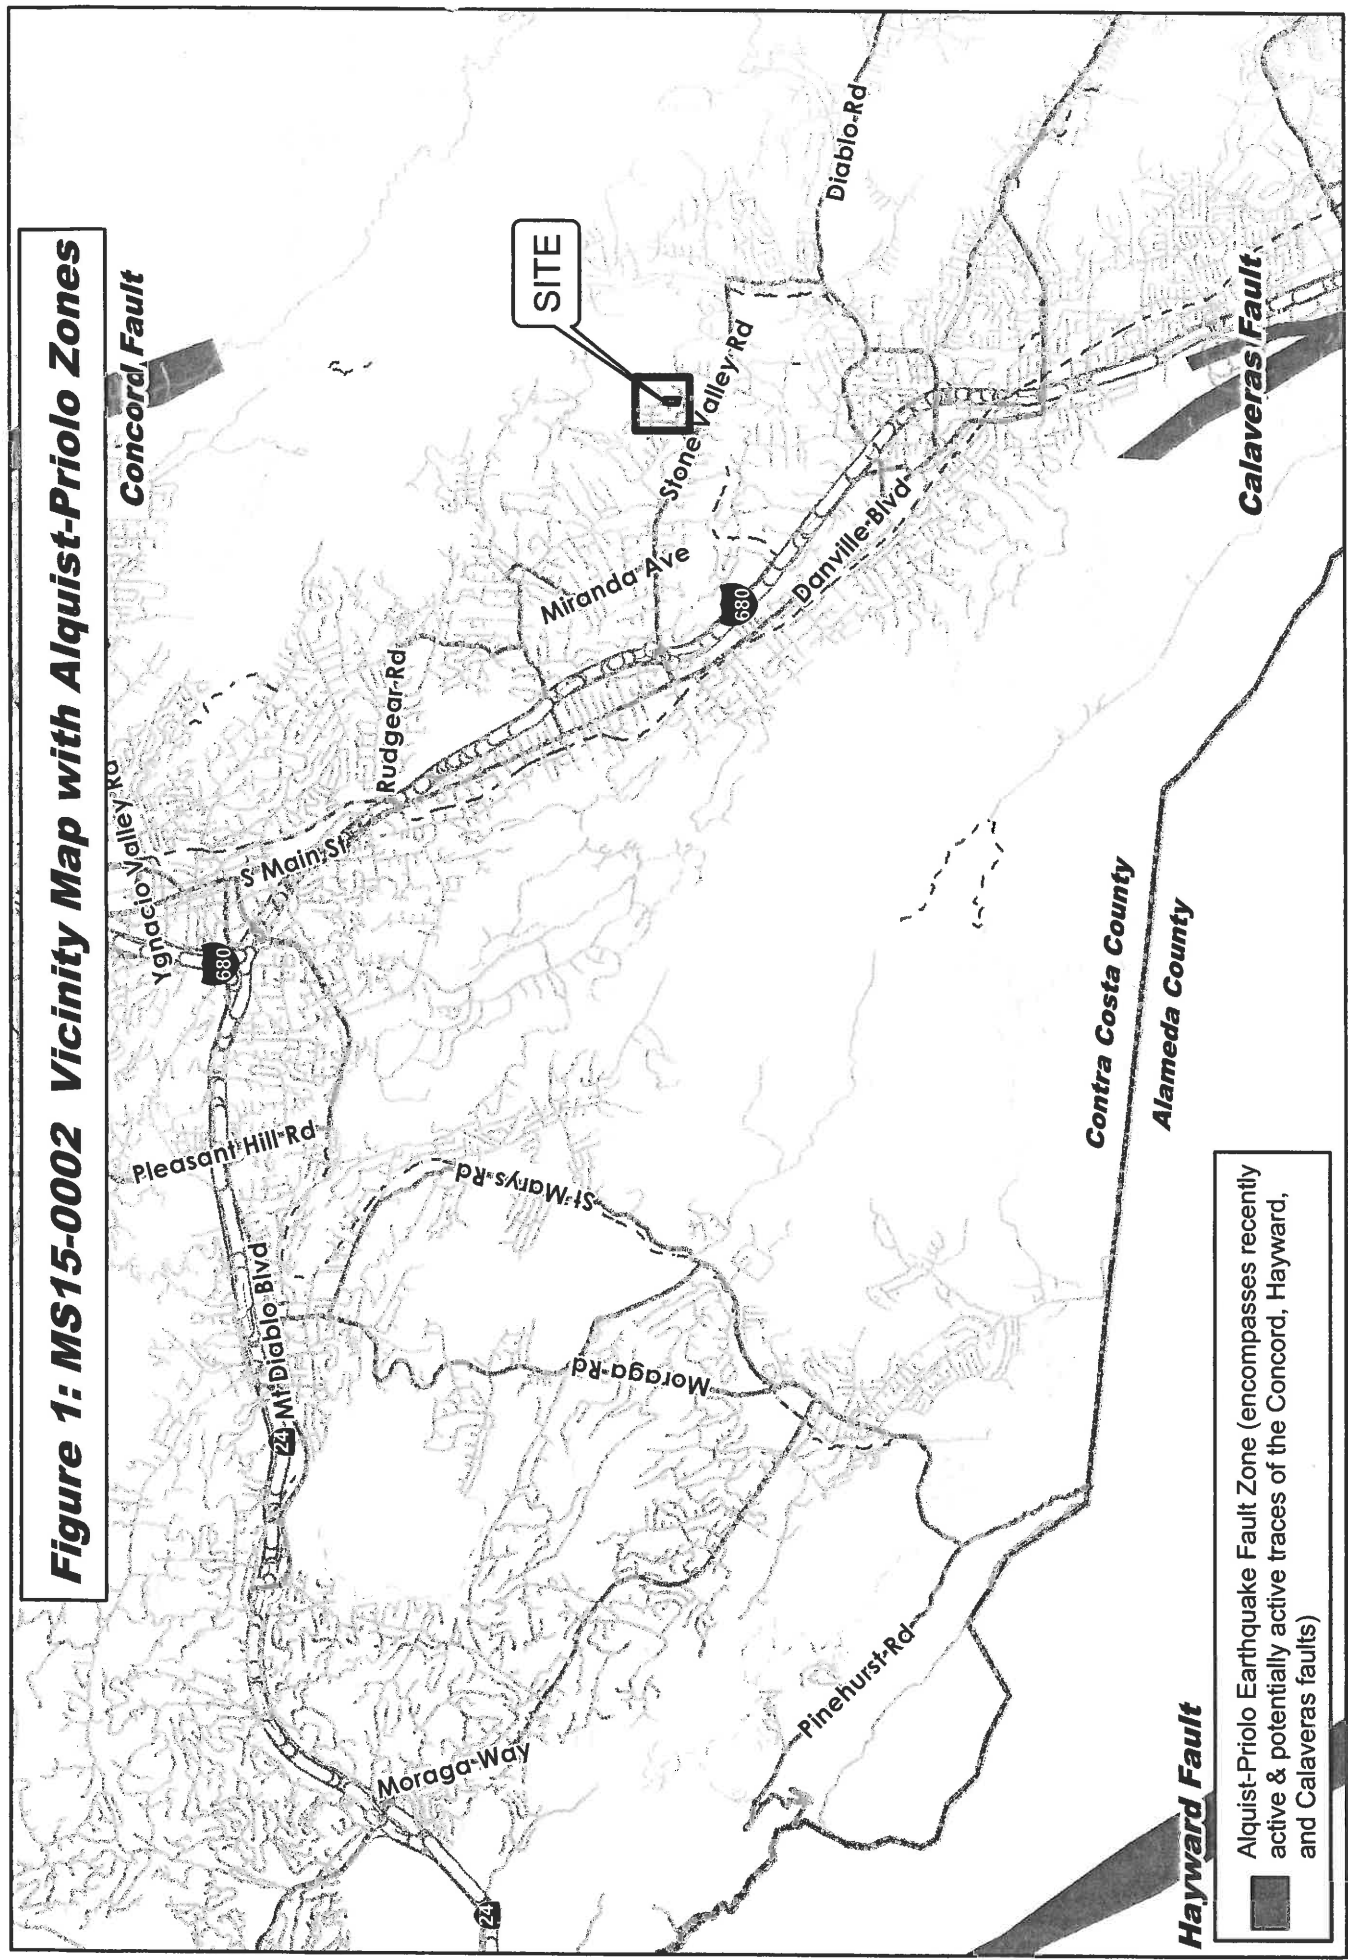 Figure 1: MS15-0002 Vicinity Map with Alquist-Priolo Zones
Concord Fault
Ygnacio Valley Rd
680
S Main St
Pleasant Hill Rd
Mt Diablo Blvd
24
Rudgear Rd
SITE
Miranda Ave
Stone Valley Rd
Diablo Rd
680
Danville Blvd
St Marys Rd
Moraga Rd
Moraga Way
24
Pinehurst Rd
Calaveras Fault
Contra Costa County
Alameda County
Hayward Fault
Alquist-Priolo Earthquake Fault Zone (encompasses recently
active & potentially active traces of the Concord, Hayward,
and Calaveras faults)